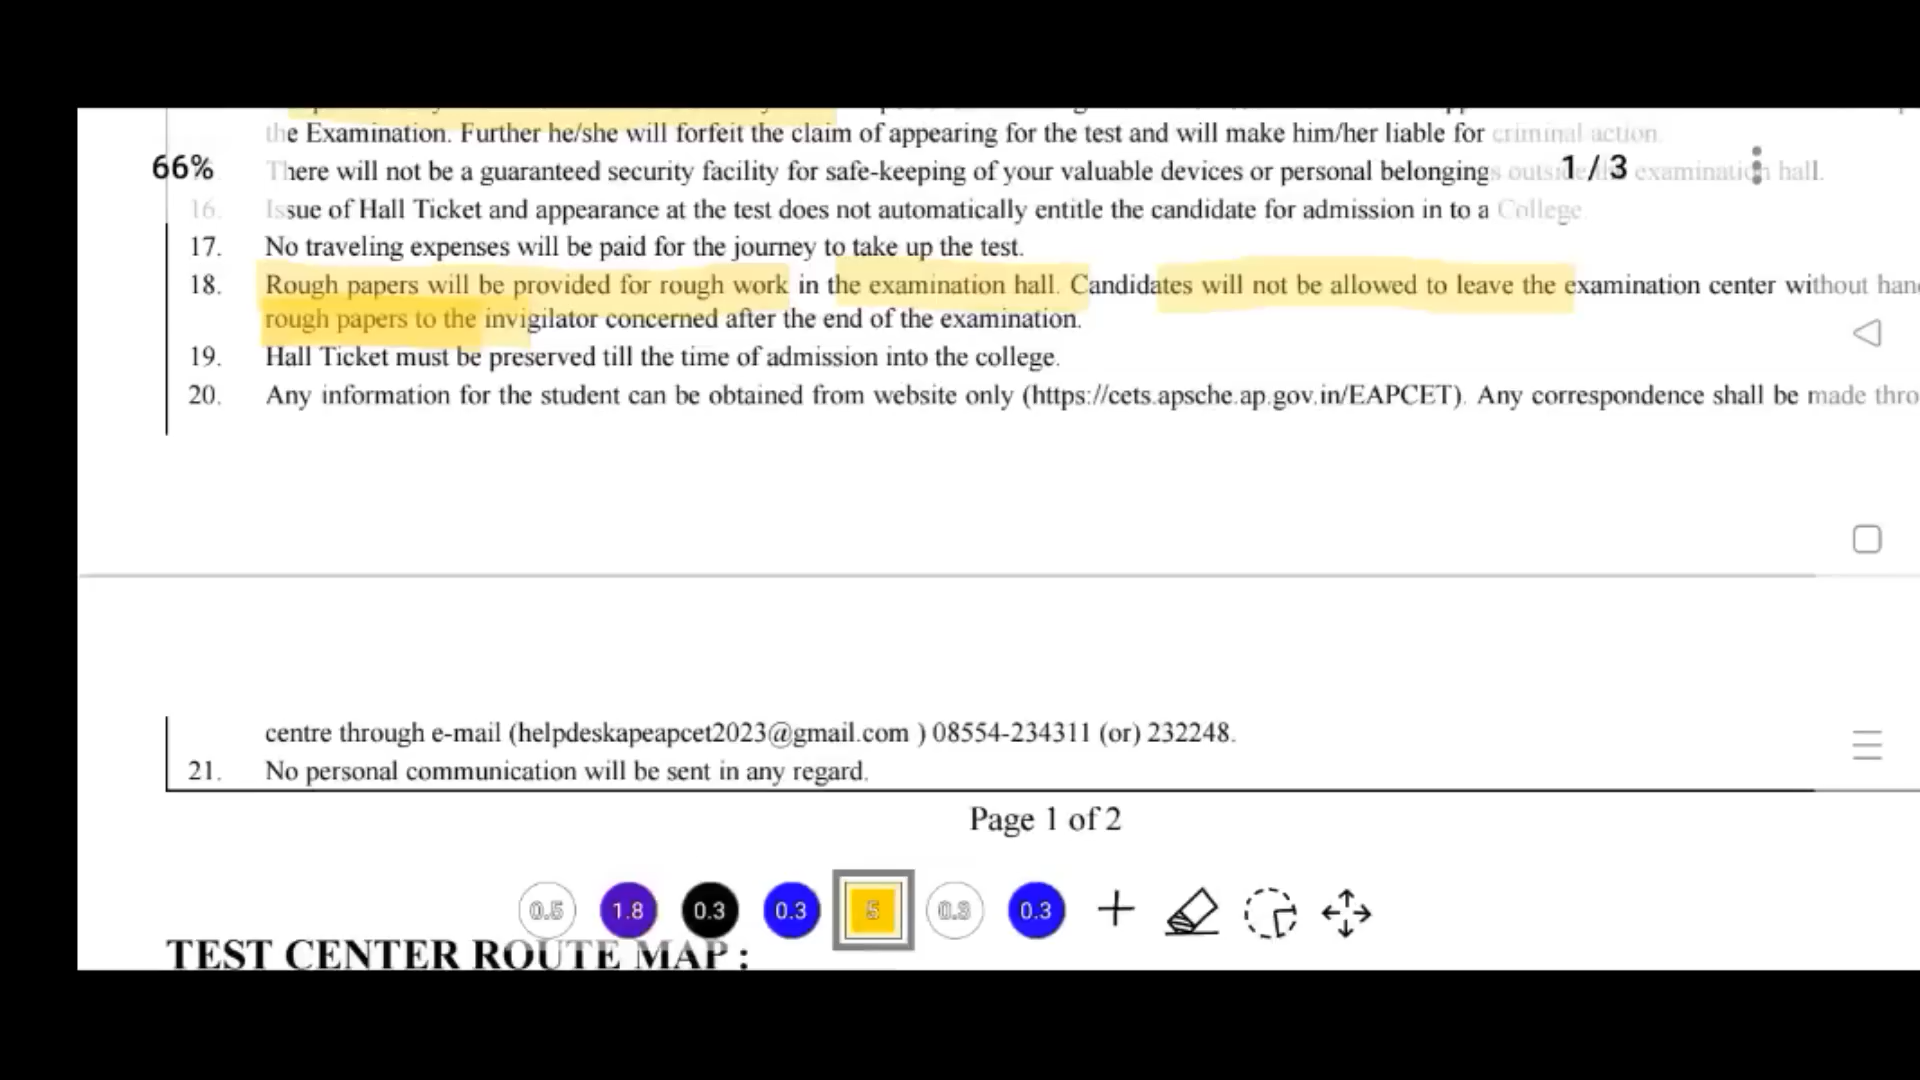 the Examination. Further he/she will forfeit the claim of appearing for the test and will make him/her liable for criminal action.
66%
There will not be a guaranteed security facility for safe-keeping of your valuable devices or personal belongings outside the examination hall.
1 / 3
16. Issue of Hall Ticket and appearance at the test does not automatically entitle the candidate for admission in to a College.
17. No traveling expenses will be paid for the journey to take up the test.
18. Rough papers will be provided for rough work in the examination hall. Candidates will not be allowed to leave the examination center without
rough papers to the invigilator concerned after the end of the examination.
19. Hall Ticket must be preserved till the time of admission into the college.
20. Any information for the student can be obtained from website only (https://cets.apsche.ap.gov.in/EAPCET). Any correspondence shall be made
centre through e-mail (helpdeskapeapcet2023@gmail.com ) 08554-234311 (or) 232248.
21. No personal communication will be sent in any regard.
Page 1 of 2
0.5 1.8 0.3 0.3 5 0.3 0.3
TEST CENTER ROUTE MAP :